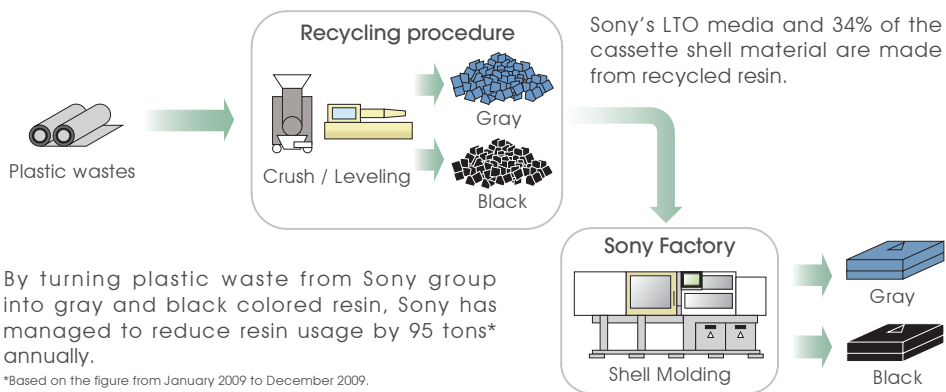 Recycling procedure
Plastic wastes
Crush / Leveling
Gray
Black
Sony's LTO media and 34% of the
cassette shell material are made
from recycled resin.
By turning plastic waste from Sony group
into gray and black colored resin, Sony has
managed to reduce resin usage by 95 tons*
annually.
*Based on the figure from January 2009 to December 2009.
Sony Factory
Shell Molding
Gray
Black